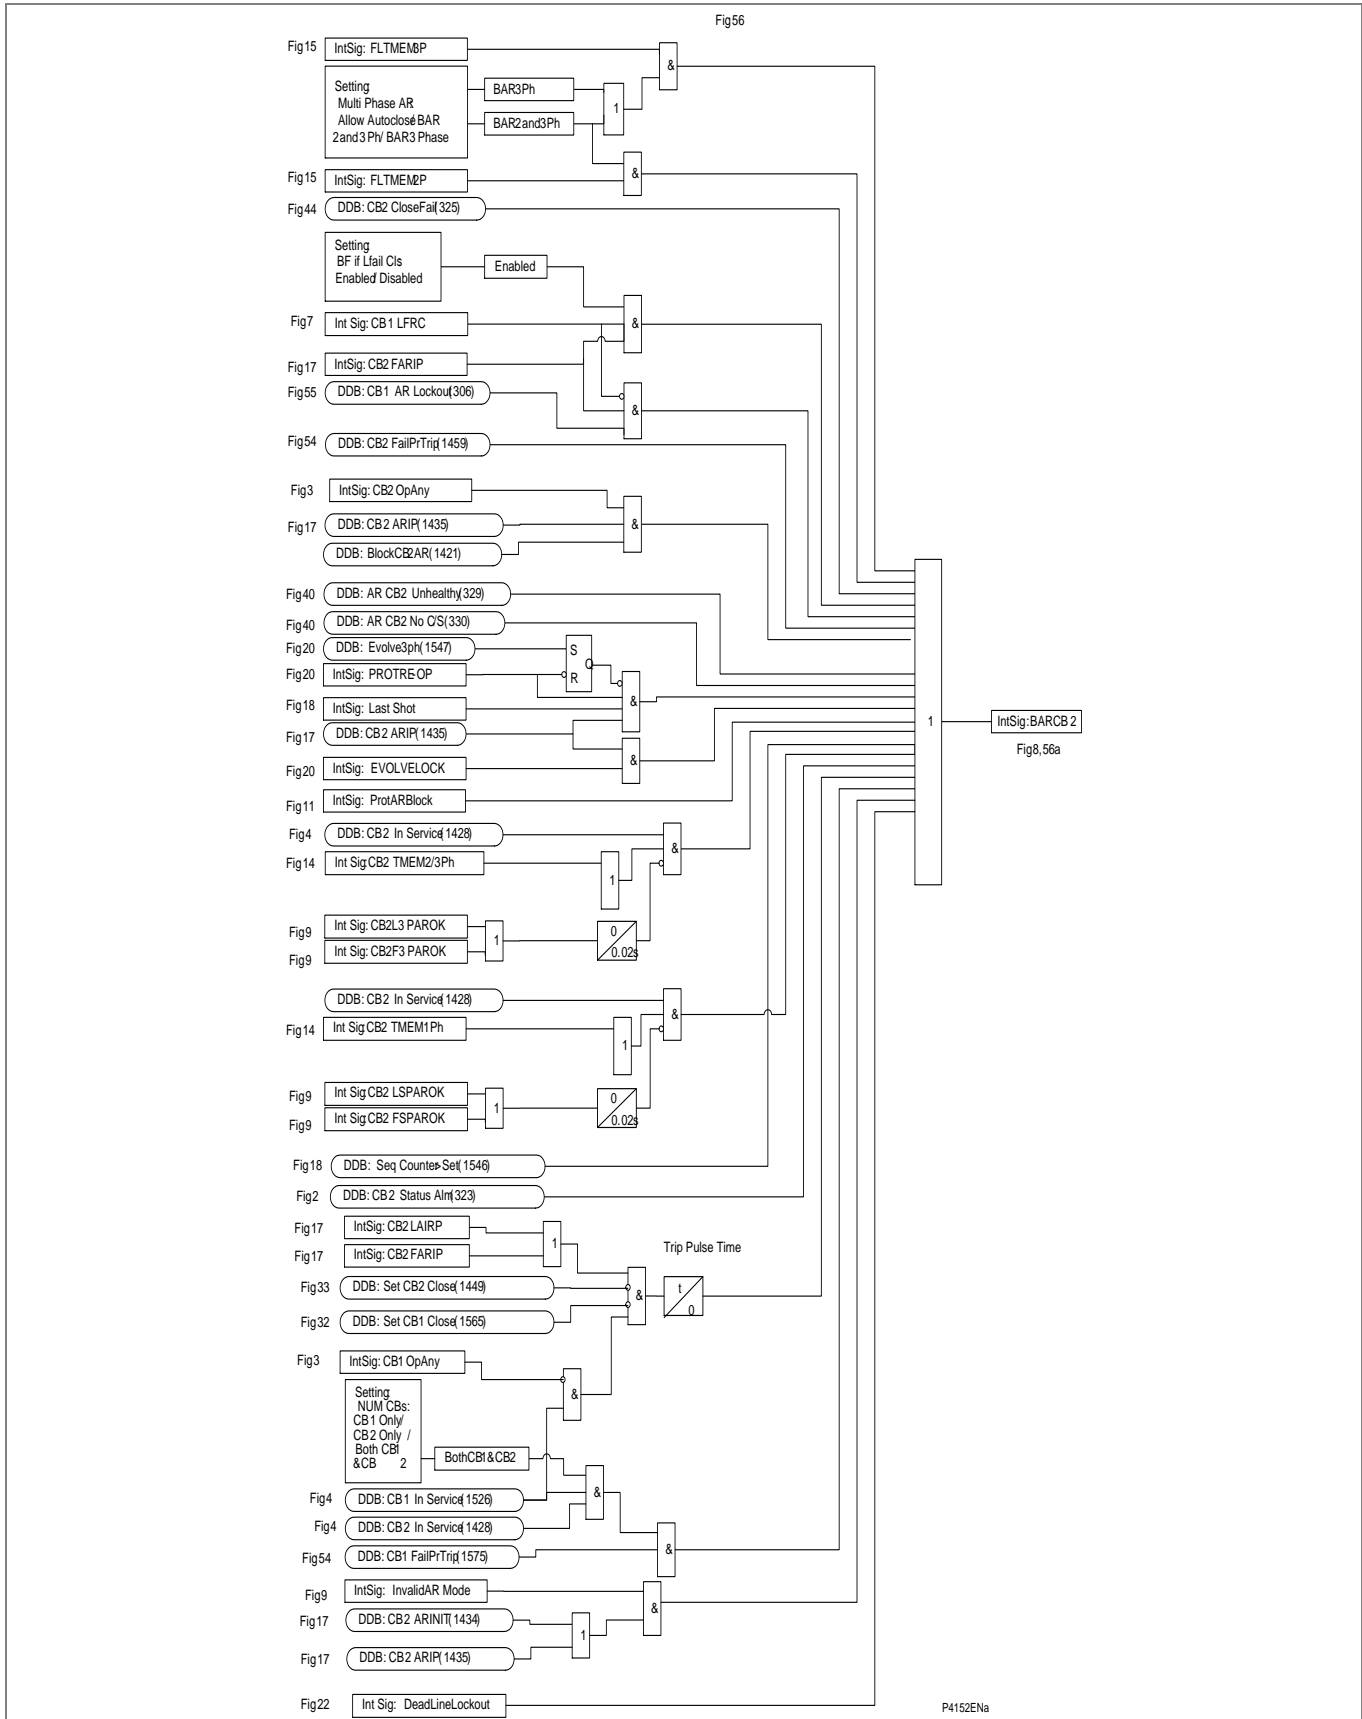 Fig56
Fig15 IntSig: FLTMEM3P
&
Setting:
Multi Phase AR:
Allow Autoclose/ BAR
2and3 Ph/ BAR3 Phase
BAR3Ph
1
BAR2and3Ph
&
Fig15 IntSig: FLTMEM2P
Fig44 DDB: CB2 CloseFail(325)
Setting:
BF if Lfail Cls
Enabled/ Disabled
Enabled
&
Fig7 Int Sig: CB1 LFRC
Fig17 IntSig: CB2 FARIP
Fig55 DDB: CB1 AR Lockout(306)
&
Fig54 DDB: CB2 FailPrTrip(1459)
Fig3 IntSig: CB2 OpAny
Fig17 DDB: CB2 ARIP(1435)
&
DDB: BlockCB2AR(1421)
Fig40 DDB: AR CB2 Unhealthy(329)
Fig40 DDB: AR CB2 No C/S(330)
Fig20 DDB: Evolve3ph(1547)
S
Q
R
Fig20 IntSig: PROTRE-OP
&
Fig18 IntSig: Last Shot
Fig17 DDB: CB2 ARIP(1435)
&
Fig20 IntSig: EVOLVELOCK
1
IntSig: BARCB 2
Fig8,56a
Fig11 IntSig: ProtARBlock
Fig4 DDB: CB2 In Service(1428)
&
Fig14 Int Sig:CB2 TMEM2/3Ph
1
Fig9 Int Sig: CB2L3 PAROK
1
0
0.02s
Fig9 Int Sig: CB2F3 PAROK
DDB: CB2 In Service(1428)
&
Fig14 Int Sig:CB2 TMEM1Ph
1
Fig9 Int Sig:CB2 LSPAROK
1
0
0.02s
Fig9 Int Sig:CB2 FSPAROK
Fig18 DDB: Seq Counter>Set(1546)
Fig2 DDB: CB2 Status Alm(323)
Fig17 IntSig: CB2 LAIRP
1
Trip Pulse Time
Fig17 IntSig: CB2 FARIP
Fig33 DDB: Set CB2 Close(1449)
&
t
0
Fig32 DDB: Set CB1 Close(1565)
Fig3 IntSig: CB1 OpAny
&
Setting:
NUM CBs:
CB1 Only/
CB2 Only /
Both CB1
&CB 2
BothCB1&CB2
&
Fig4 DDB: CB1 In Service(1526)
Fig4 DDB: CB2 In Service(1428)
&
Fig54 DDB: CB1 FailPrTrip(1575)
Fig9 IntSig: InvalidAR Mode
&
Fig17 DDB: CB2 ARINIT(1434)
1
Fig17 DDB: CB2 ARIP(1435)
Fig22 Int Sig: DeadLineLockout
P4152ENa